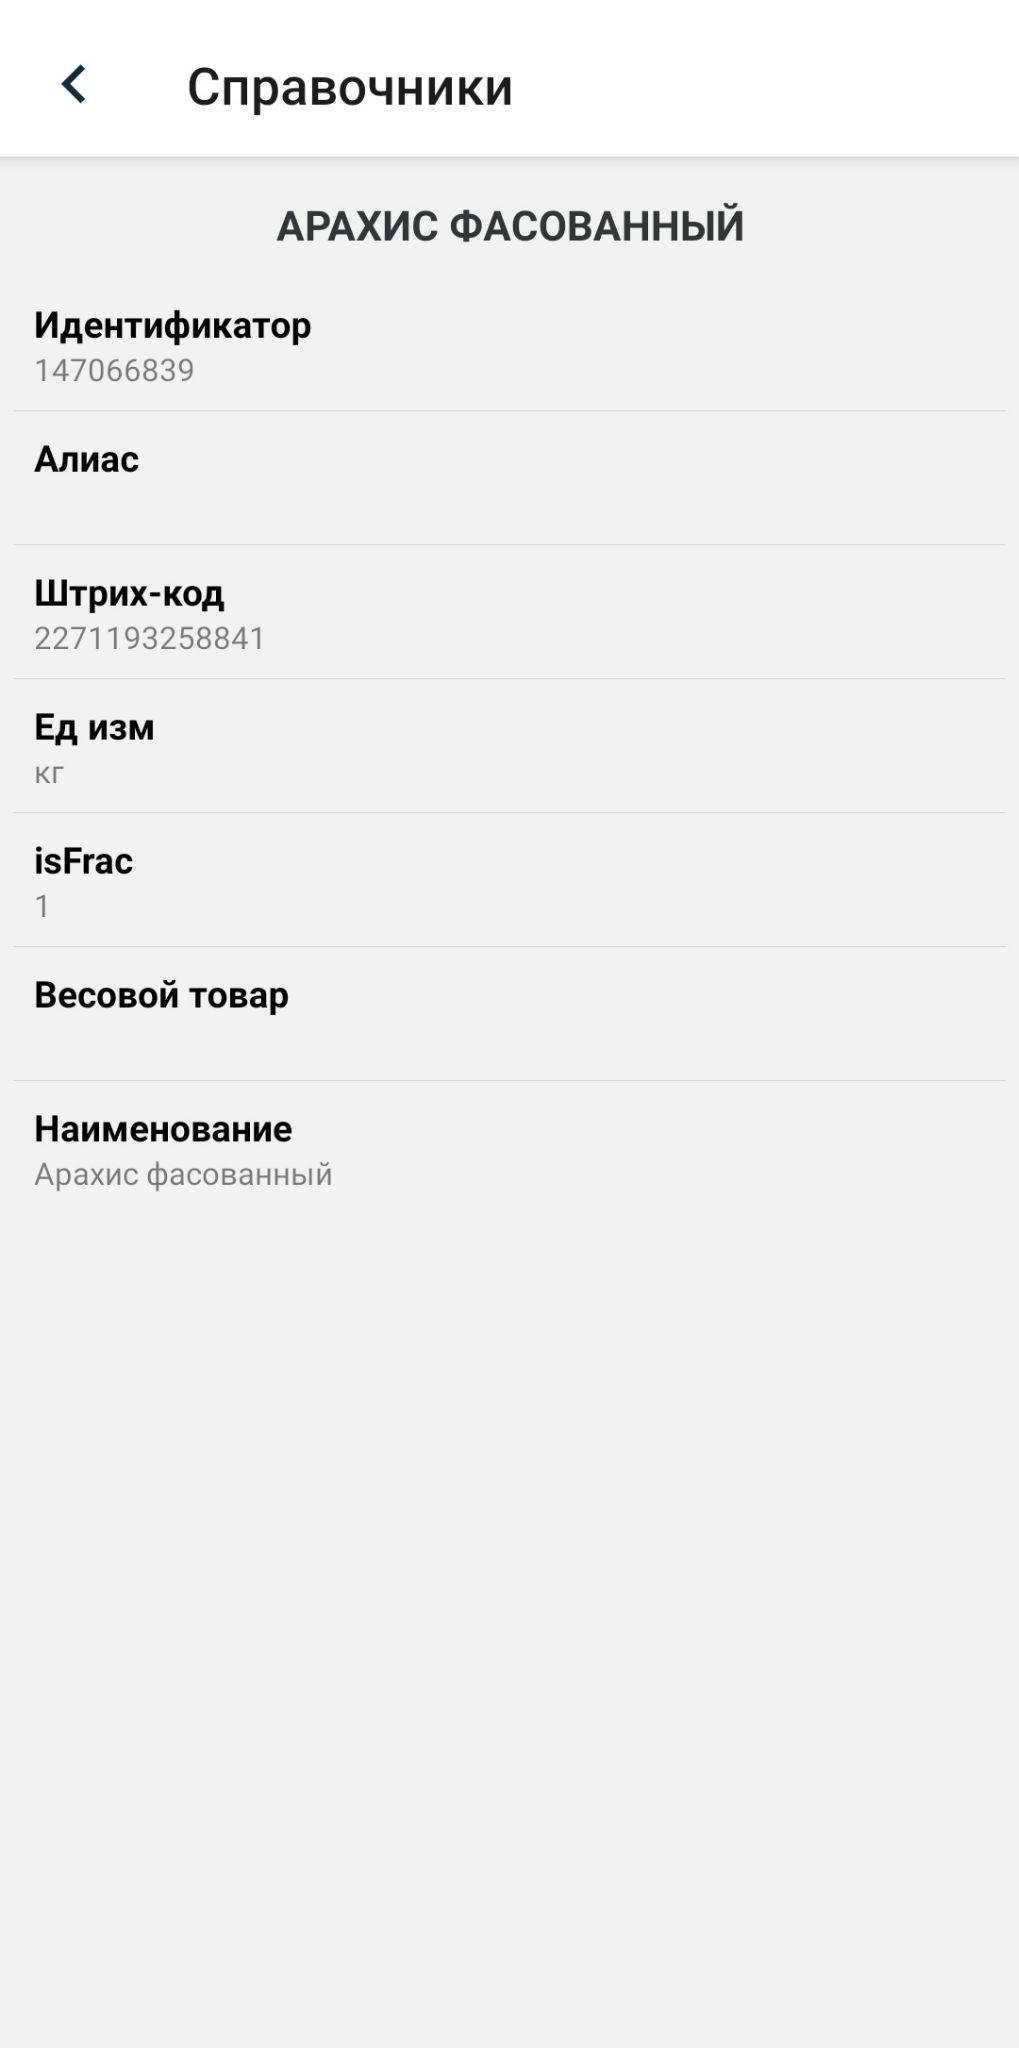 Справочники
АРАХИС ФАСОВАННЫЙ
Идентификатор
147066839
Алиас
Штрих-код
2271193258841
Ед изм
кг
isFrac
1
Весовой товар
Наименование
Арахис фасованный